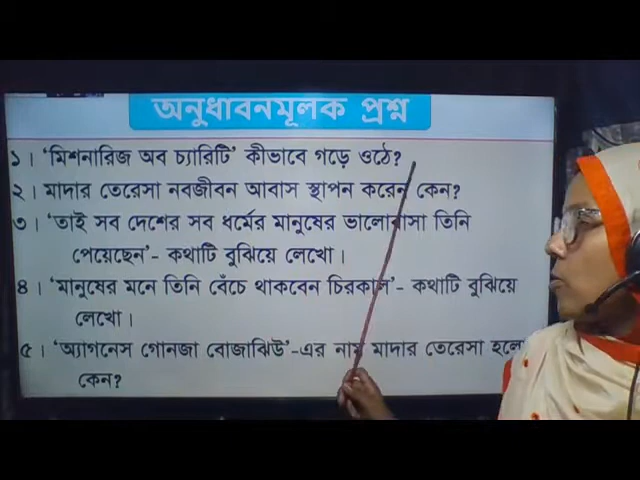 অনুধাবনমূলক প্রশ্ন
১। ‘মিশনারিজ অব চ্যারিটি’ কীভাবে গড়ে ওঠে?
২। মাদার তেরেসা নবজীবন আবাস স্থাপন করেন কেন?
৩। ‘তাই সব দেশের সব ধর্মের মানুষের ভালোবাসা তিনি
পেয়েছেন’- কথাটি বুঝিয়ে লেখো।
৪। ‘মানুষের মনে তিনি বেঁচে থাকবেন চিরকাল’- কথাটি বুঝিয়ে
লেখো।
৫। ‘অ্যাগনেস গোনজা বোজাঝিউ’-এর নাম মাদার তেরেসা হলো
কেন?